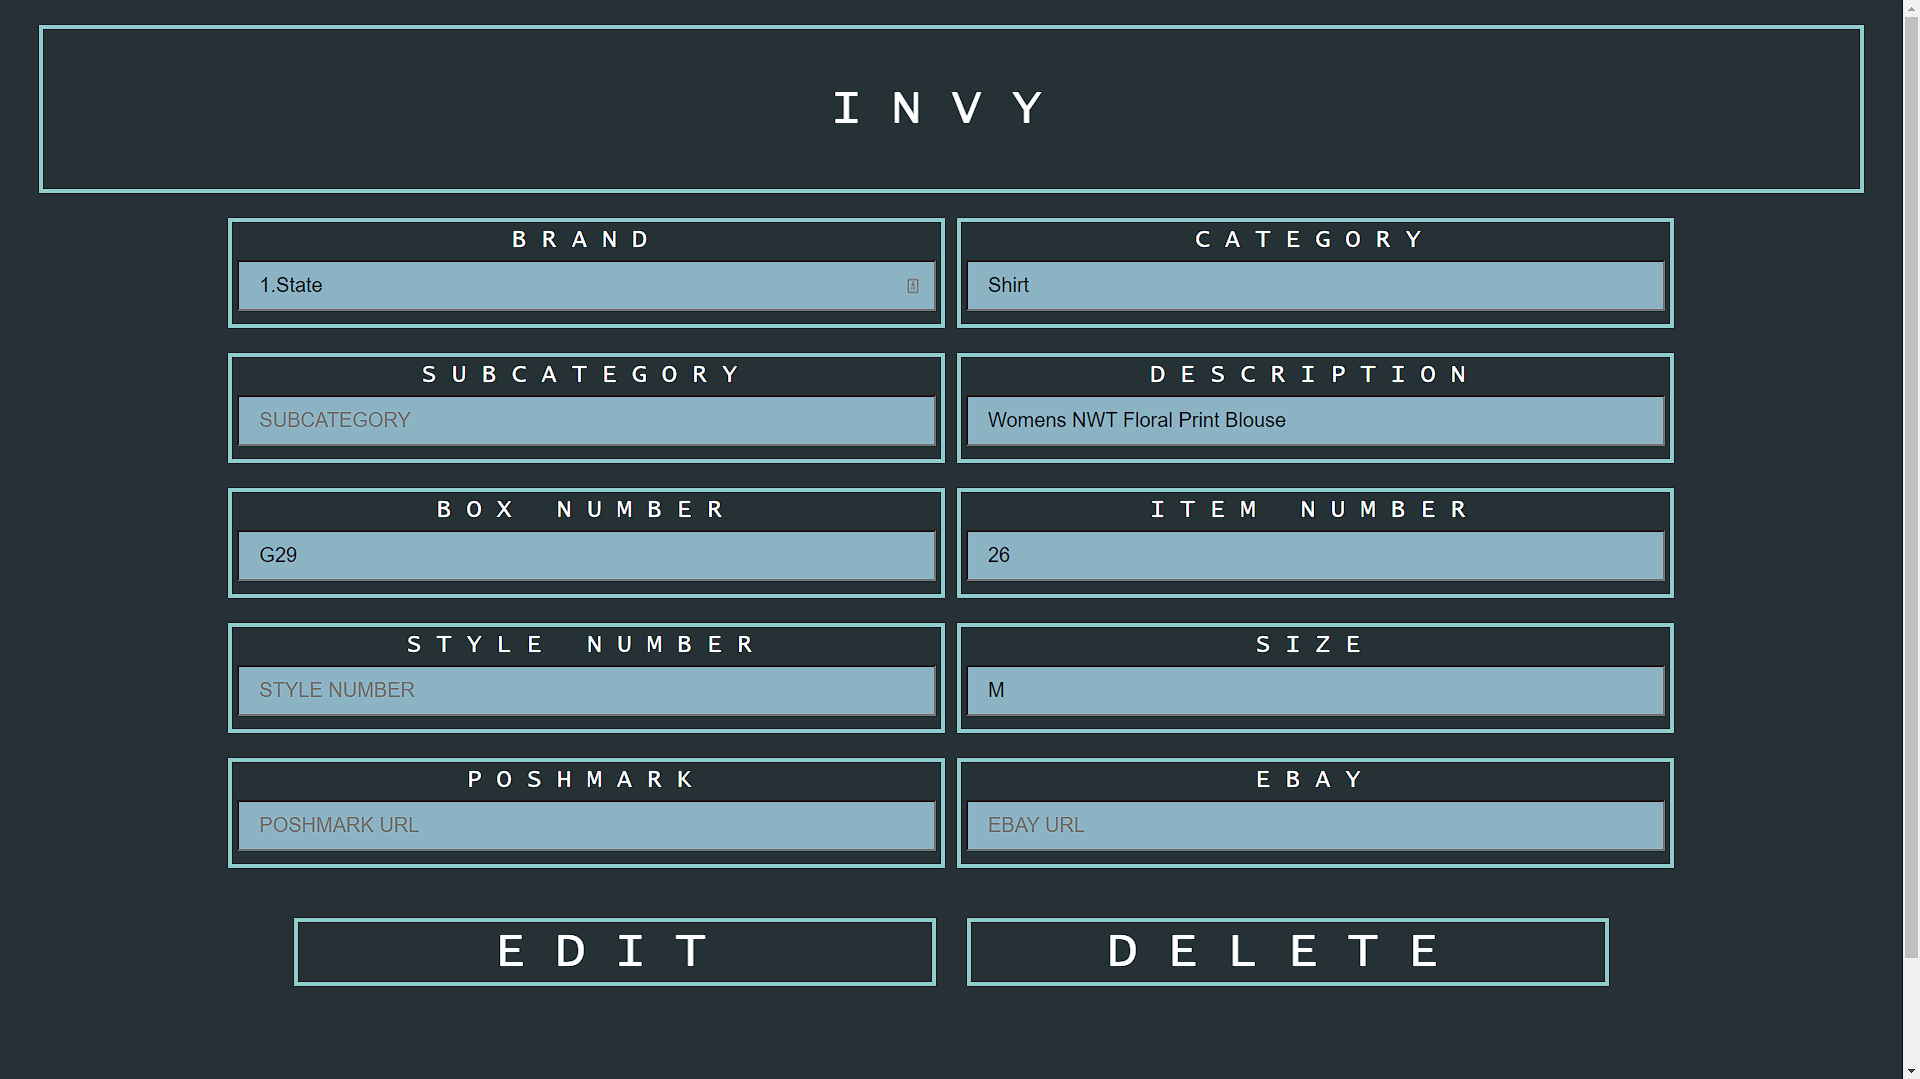 INVY
BRAND
1.State
CATEGORY
Shirt
SUBCATEGORY
SUBCATEGORY
DESCRIPTION
Womens NWT Floral Print Blouse
BOX NUMBER
G29
ITEM NUMBER
26
STYLE NUMBER
STYLE NUMBER
SIZE
M
POSHMARK
POSHMARK URL
EBAY
EBAY URL
EDIT
DELETE